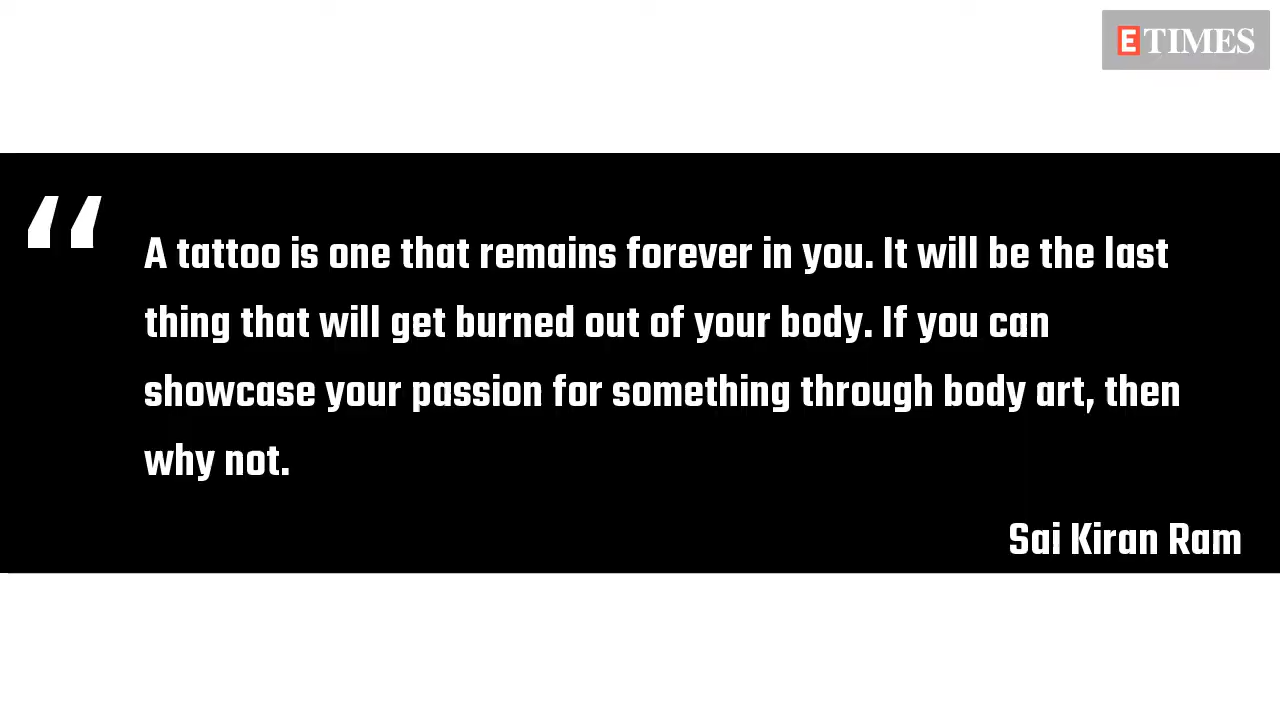 ETIMES
“
A tattoo is one that remains forever in you. It will be the last
thing that will get burned out of your body. If you can
showcase your passion for something through body art, then
why not.
Sai Kiran Ram